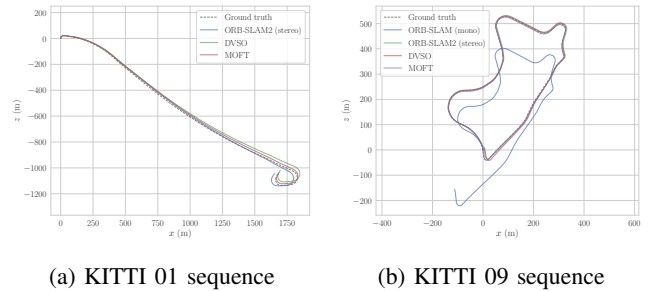 200
0
−200
−400
−600
−800
−1000
−1200
z (m)
0 250 500 750 1000 1250 1500 1750
x (m)
Ground truth
ORB-SLAM2 (stereo)
DVSO
MOFT
(a) KITTI 01 sequence
500
400
300
200
100
0
−100
−200
z (m)
−400 −200 0 200 400 600
x (m)
Ground truth
ORB-SLAM (mono)
ORB-SLAM2 (stereo)
DVSO
MOFT
(b) KITTI 09 sequence